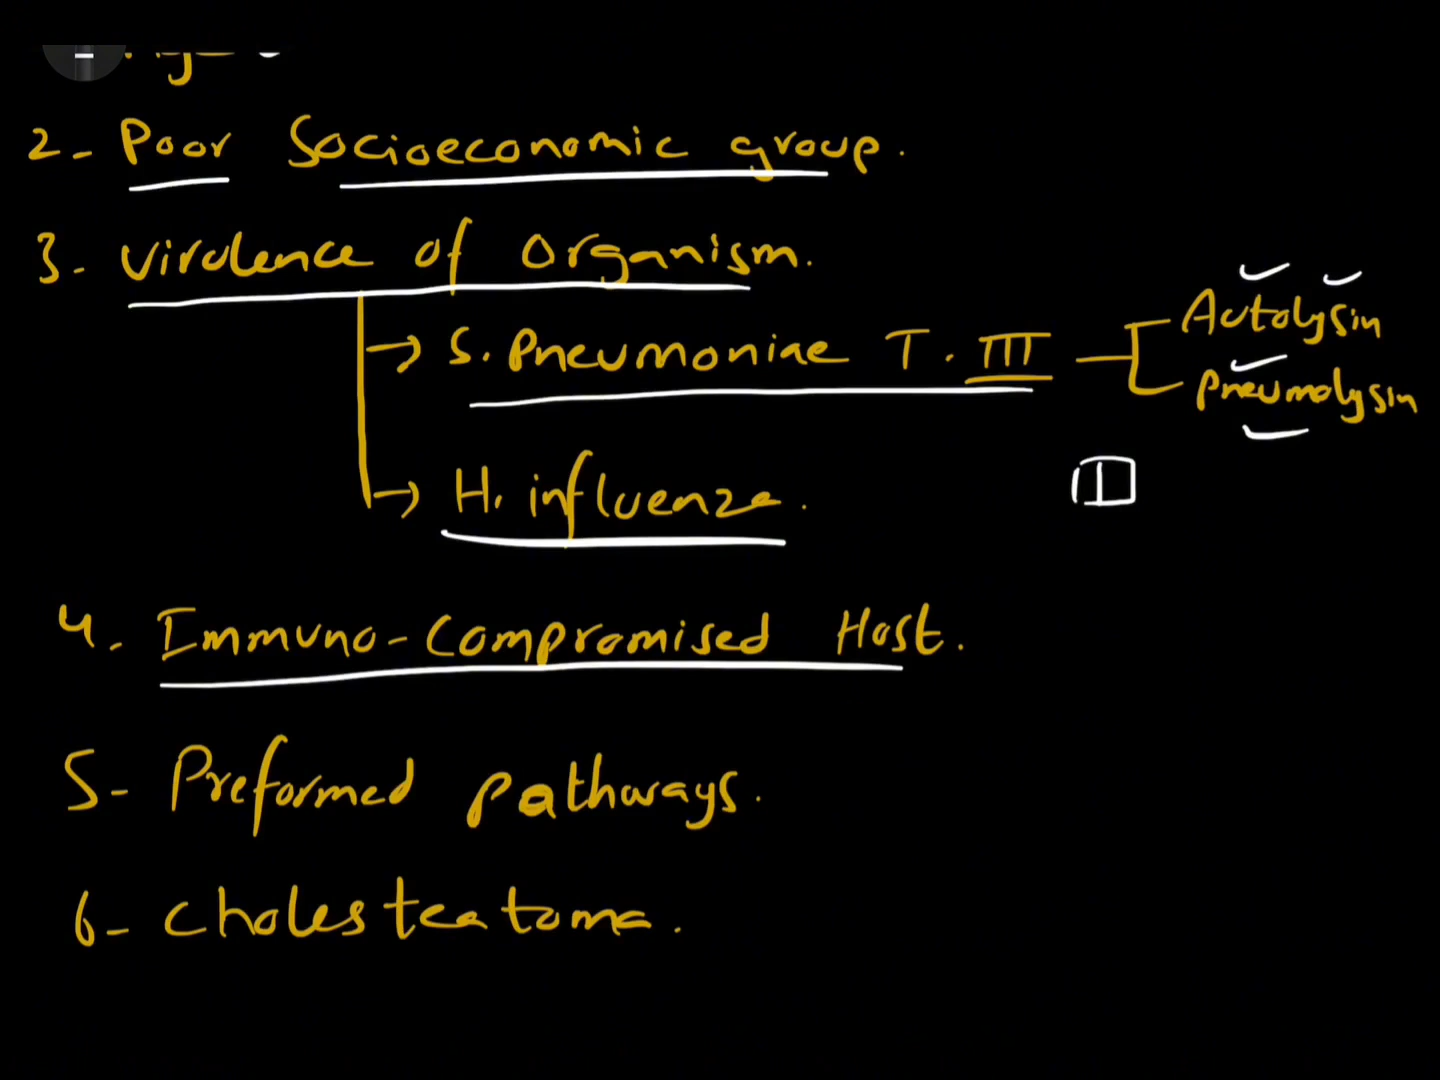 2- Poor Socioeconomic group.
3- Virulence of Organism.
→ S. Pneumoniae T. III
Autolysin
Pneumolysin
→ H. influenza.
4. Immuno-Compromised Host.
5- Preformed pathways.
6- Cholesteatoma.